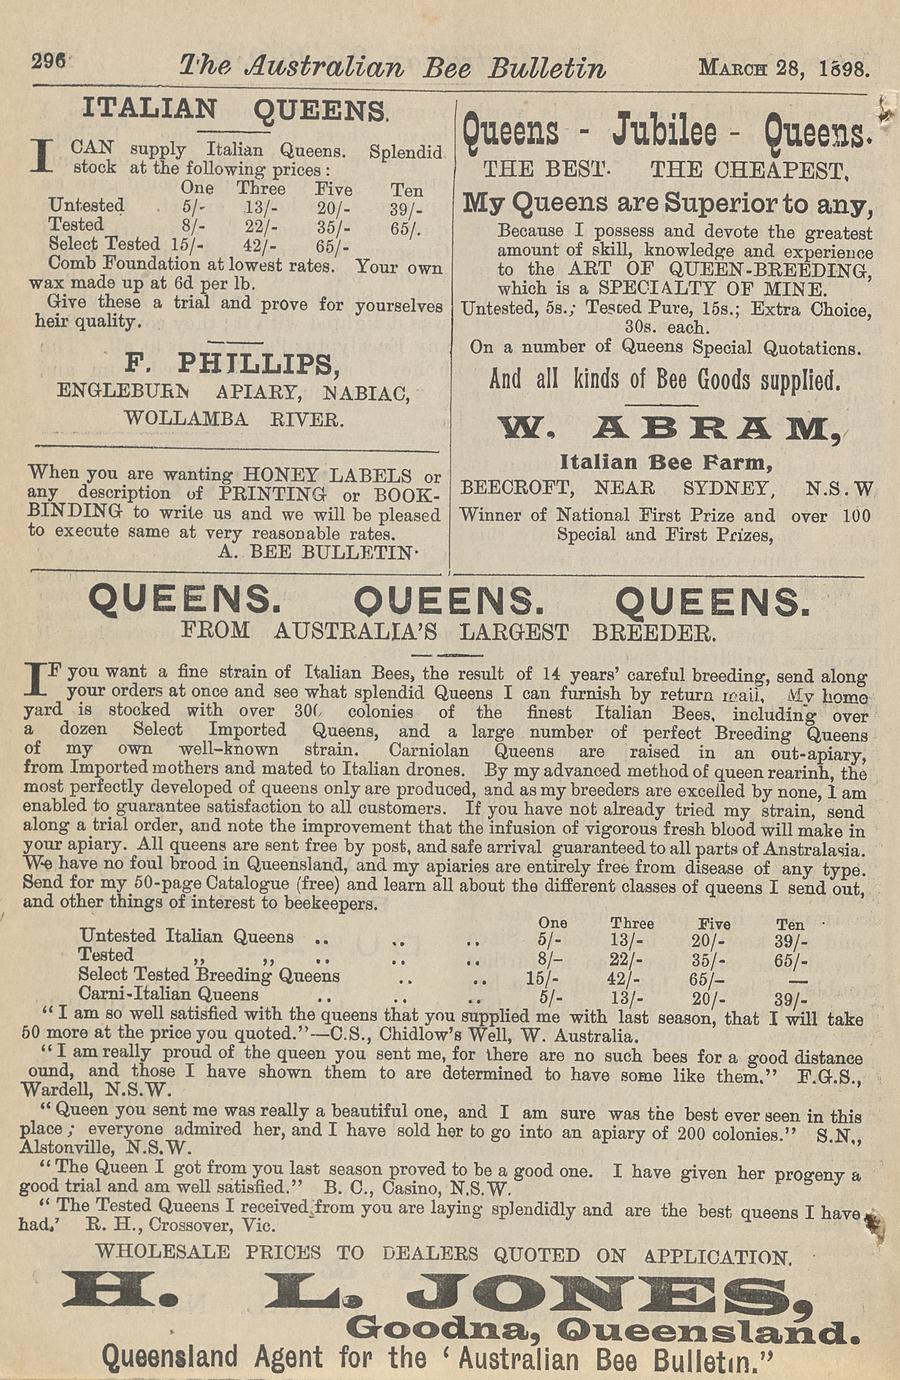 296 The Australian Bee Bulletin MARCH 28, 1898.
ITALIAN QUEENS.
I CAN supply Italian Queens. Splendid
stock at the following prices :
One Three Five Ten
Untested . 5/- 13/- 20/- 39/-
Tested 8/- 22/- 35/- 65/.
Select Tested 15/- 42/- 65/-
Comb Foundation at lowest rates. Your own
wax made up at 6d per lb.
Give these a trial and prove for yourselves
heir quality.
F. PHILLIPS,
ENGLEBURN APIARY, NABIAC,
WOLLAMBA RIVER.
When you are wanting HONEY LABELS or
any description of PRINTING or BOOK-
BINDING to write us and we will be pleased
to execute same at very reasonable rates.
A. BEE BULLETIN.
Queens - Jubilee - Queens.
THE BEST. THE CHEAPEST,
My Queens are Superior to any,
Because I possess and devote the greatest
amount of skill, knowledge and experience
to the ART OF QUEEN-BREEDING,
which is a SPECIALTY OF MINE.
Untested, 5s.; Tested Pure, 15s.; Extra Choice,
30s. each.
On a number of Queens Special Quotations.
And all kinds of Bee Goods supplied.
W. ABRAM,
Italian Bee Farm,
BEECROFT, NEAR SYDNEY, N.S.W
Winner of National First Prize and over 100
Special and First Prizes,
QUEENS. QUEENS. QUEENS.
FROM AUSTRALIA'S LARGEST BREEDER.
IF you want a fine strain of Italian Bees, the result of 14 years' careful breeding, send along
your orders at once and see what splendid Queens I can furnish by return mail, My home
yard is stocked with over 300 colonies of the finest Italian Bees, including over
a dozen Select Imported Queens, and a large number of perfect Breeding Queens
of my own well-known strain. Carniolan Queens are raised in an out-apiary,
from Imported mothers and mated to Italian drones. By my advanced method of queen rearinh, the
most perfectly developed of queens only are produced, and as my breeders are excelled by none, I am
enabled to guarantee satisfaction to all customers. If you have not already tried my strain, send
along a trial order, and note the improvement that the infusion of vigorous fresh blood will make in
your apiary. All queens are sent free by post, and safe arrival guaranteed to all parts of Anstralasia.
We have no foul brood in Queensland, and my apiaries are entirely free from disease of any type.
Send for my 50-page Catalogue (free) and learn all about the different classes of queens I send out,
and other things of interest to beekeepers.
One Three Five Ten
Untested Italian Queens .. .. .. 5/- 13/- 20/- 39/-
Tested ,, ,, .. .. .. 8/- 22/- 35/- 65/-
Select Tested Breeding Queens .. .. 15/- 42/- 65/- —
Carni-Italian Queens .. .. .. 5/- 13/- 20/- 39/-
" I am so well satisfied with the queens that you supplied me with last season, that I will take
50 more at the price you quoted."—C.S., Chidlow's Well, W. Australia.
" I am really proud of the queen you sent me, for there are no such bees for a good distance
ound, and those I have shown them to are determined to have some like them." F.G.S.,
Wardell, N.S.W.
" Queen you sent me was really a beautiful one, and I am sure was the best ever seen in this
place ; everyone admired her, and I have sold her to go into an apiary of 200 colonies." S.N.,
Alstonville, N.S.W.
" The Queen I got from you last season proved to be a good one. I have given her progeny a
good trial and am well satisfied." B. C., Casino, N.S.W.
" The Tested Queens I received from you are laying splendidly and are the best queens I have
had.' R. H., Crossover, Vic.
WHOLESALE PRICES TO DEALERS QUOTED ON APPLICATION.
H. L. JONES,
Goodna, Queensland.
Queensland Agent for the ' Australian Bee Bulletin."